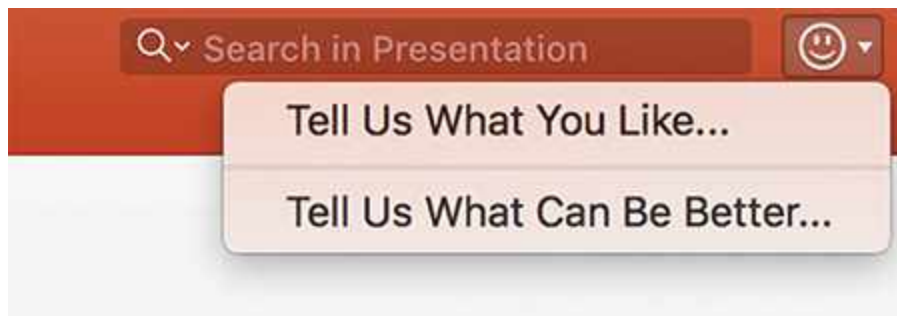 Search in Presentation
Tell Us What You Like...
Tell Us What Can Be Better...